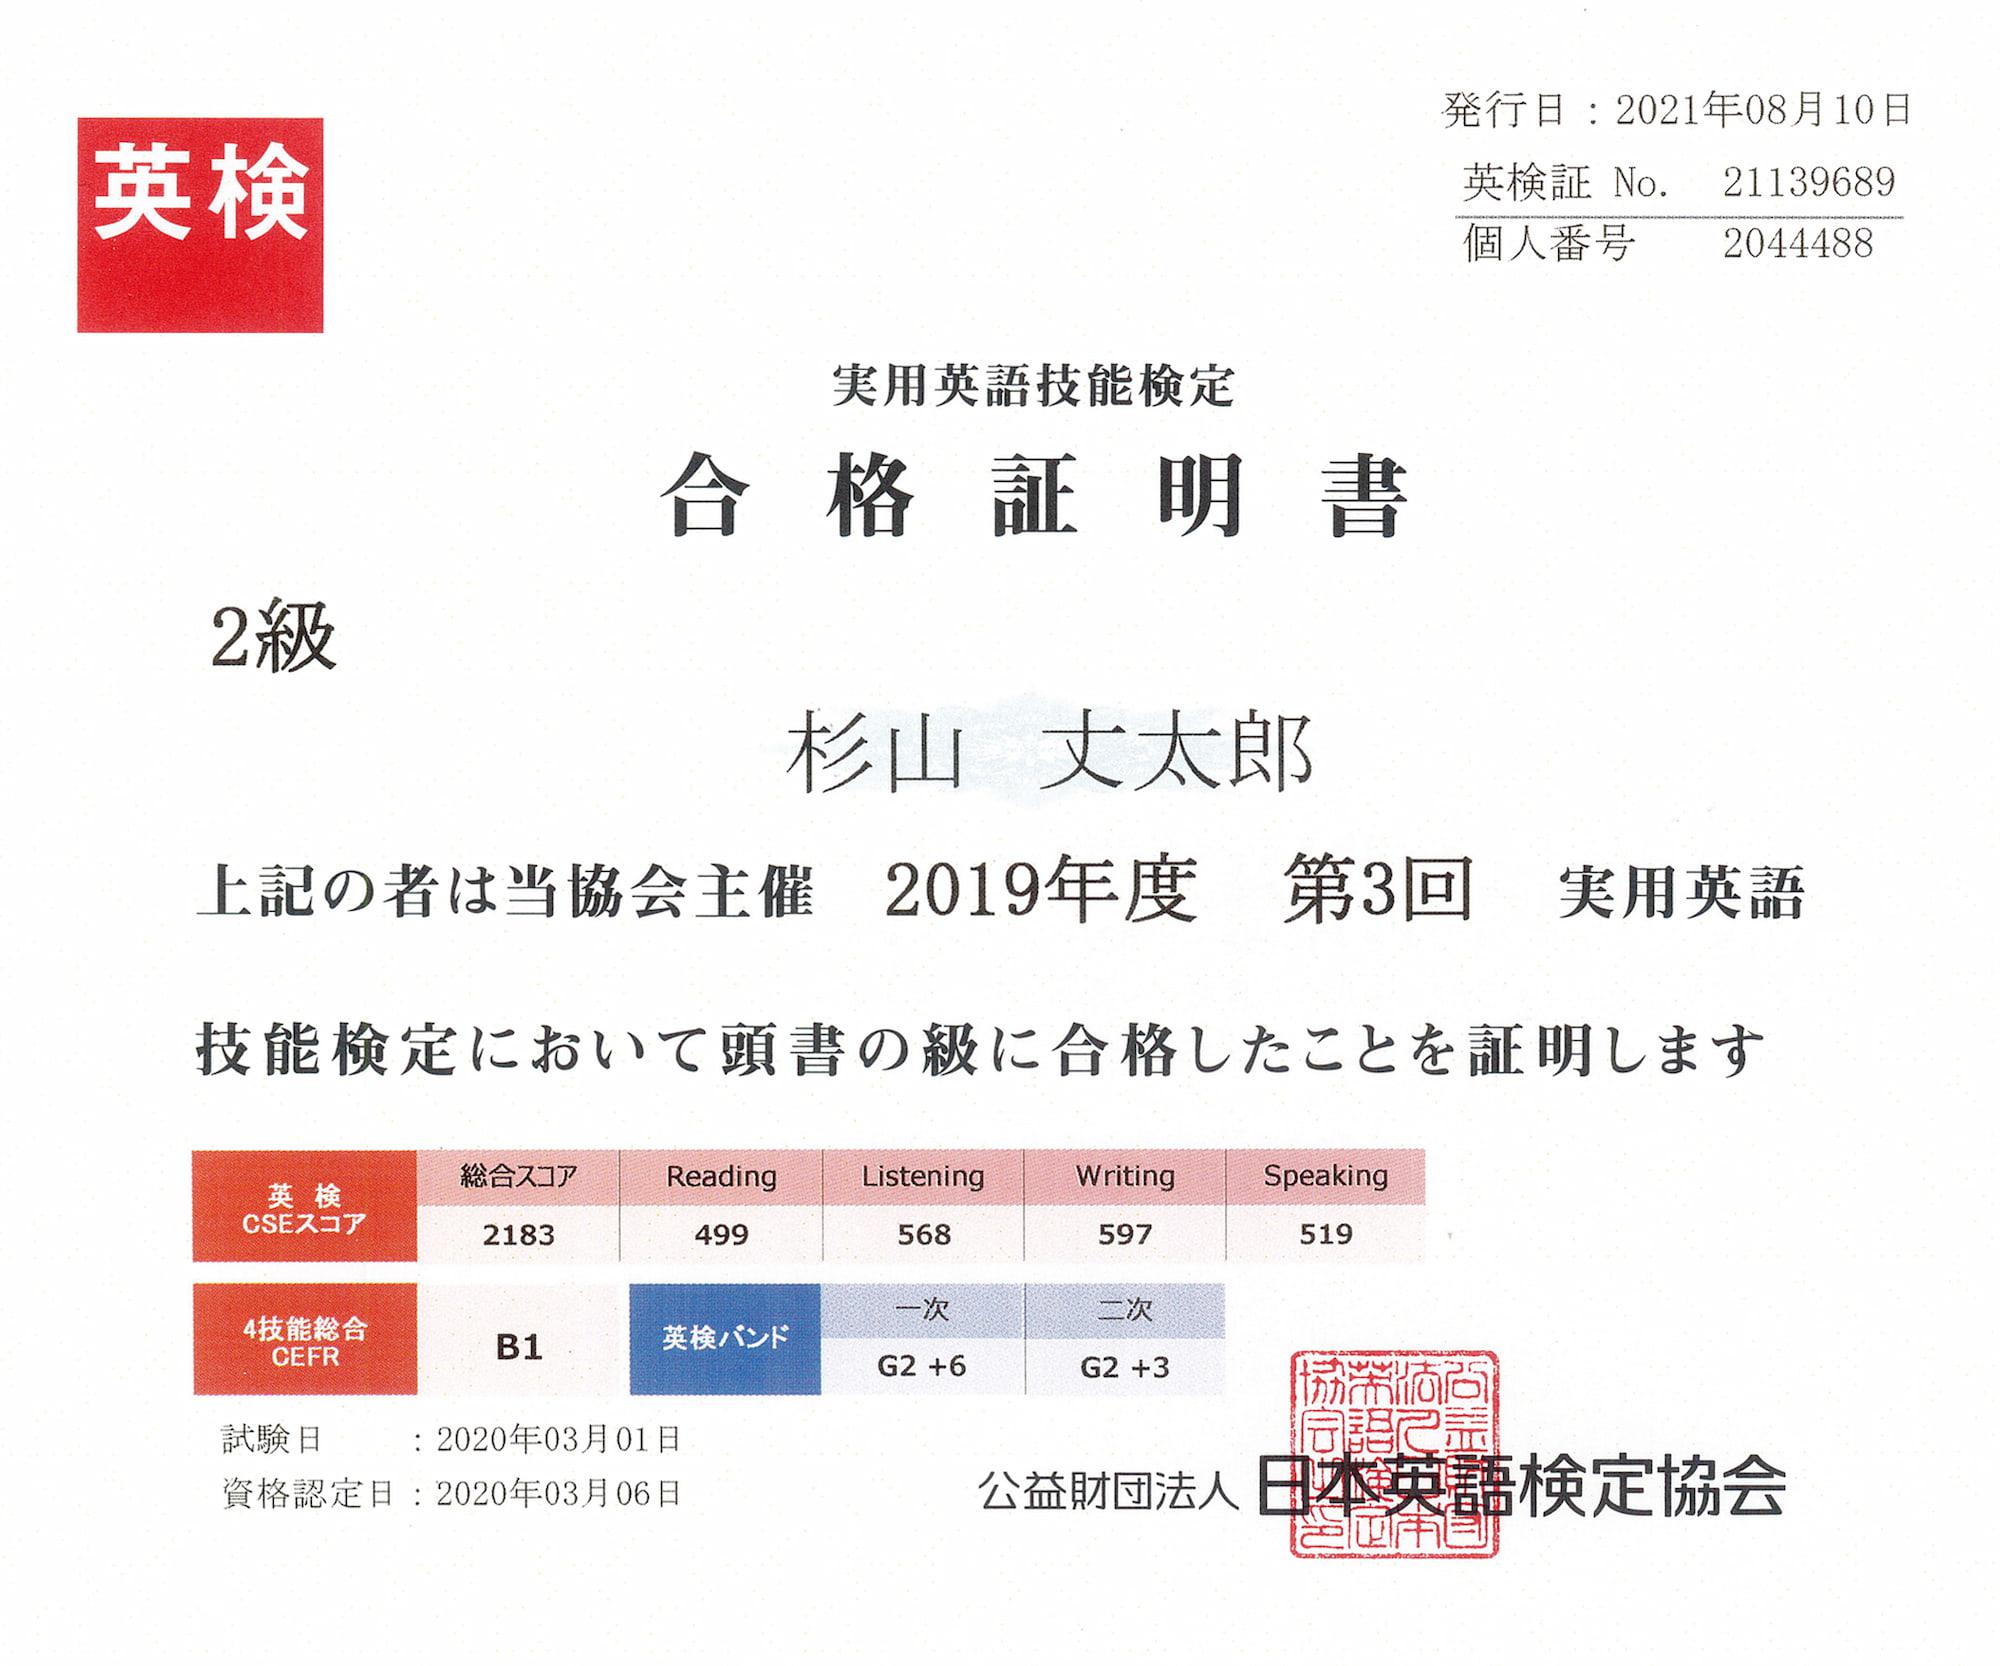 英検
発行日：2021年08月10日
英検証 No. 21139689
個人番号 2044488
実用英語技能検定
合格証明書
2級
杉山 丈太郎
上記の者は当協会主催 2019年度 第3回 実用英語
技能検定において頭書の級に合格したことを証明します
英検 CSEスコア
総合スコア Reading Listening Writing Speaking
2183 499 568 597 519
4技能総合 CEFR
B1
英検バンド
一次 二次
G2 +6 G2 +3
試験日 ：2020年03月01日
資格認定日：2020年03月06日
公益財団法人 日本英語検定協会